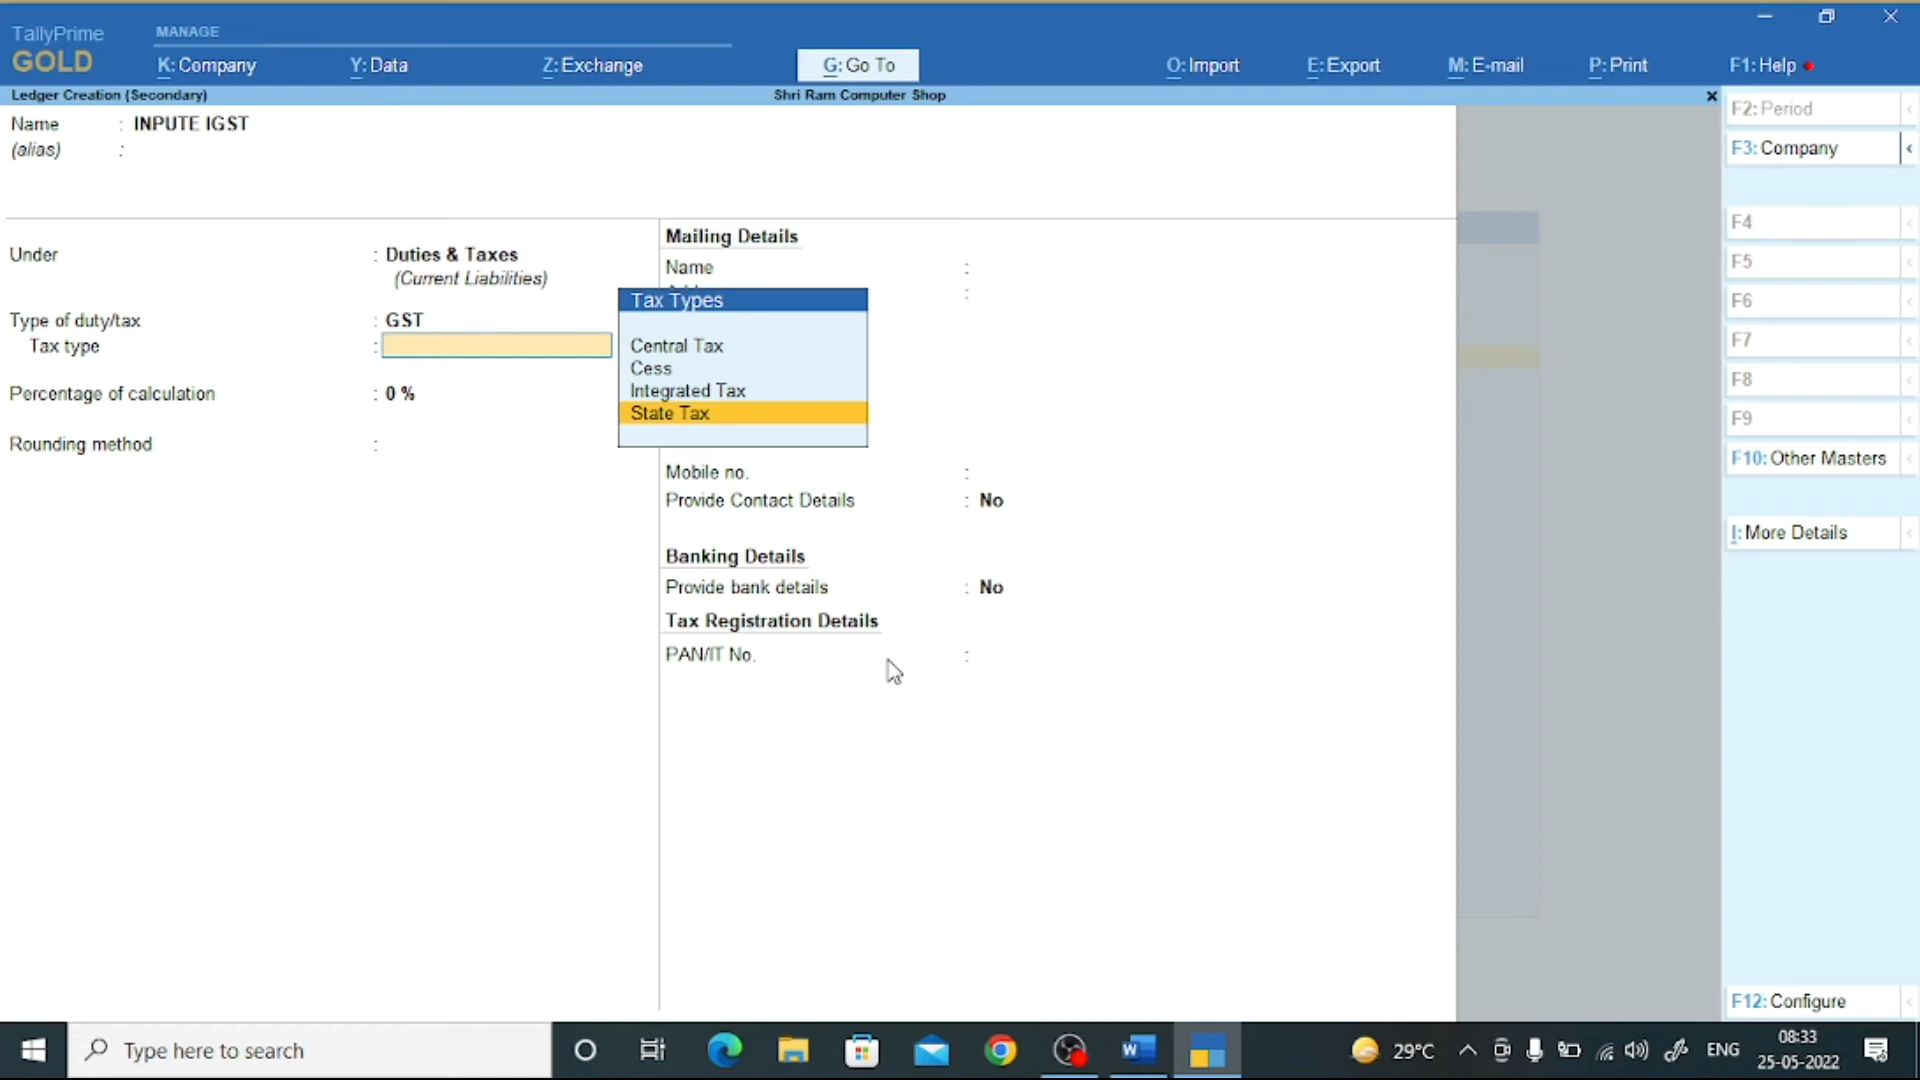 TallyPrime
GOLD
MANAGE
K: Company
Y: Data
Z: Exchange
G: Go To
O: Import
E: Export
M: E-mail
P: Print
F1: Help
Ledger Creation (Secondary)
Shri Ram Computer Shop
Name : INPUTE IGST
(alias) :
Under : Duties & Taxes
(Current Liabilities)
Type of duty/tax : GST
Tax type :
Percentage of calculation : 0 %
Rounding method :
Mailing Details
Name :
Tax Types
Central Tax
Cess
Integrated Tax
State Tax
Mobile no. :
Provide Contact Details : No
Banking Details
Provide bank details : No
Tax Registration Details
PAN/IT No. :
F2: Period
F3: Company
F4
F5
F6
F7
F8
F9
F10: Other Masters
I: More Details
F12: Configure
Type here to search
29°C
ENG
08:33
25-05-2022